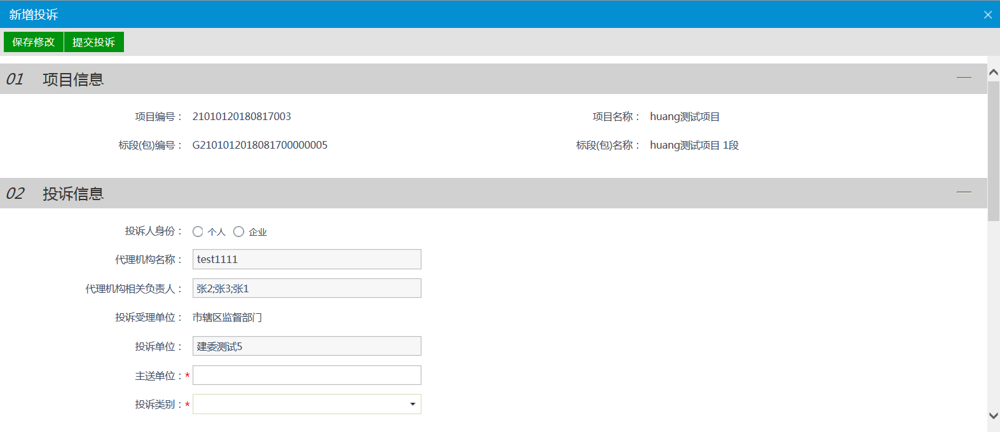 新增投诉
保存修改 提交投诉
01 项目信息
项目编号： 21010120180817003 项目名称： huang测试项目
标段(包)编号： G2101012018081700000005 标段(包)名称： huang测试项目 1段
02 投诉信息
投诉人身份： 个人 企业
代理机构名称： test1111
代理机构相关负责人： 张2;张3;张1
投诉受理单位： 市辖区监督部门
投诉单位： 建委测试5
主送单位：*
投诉类别：*